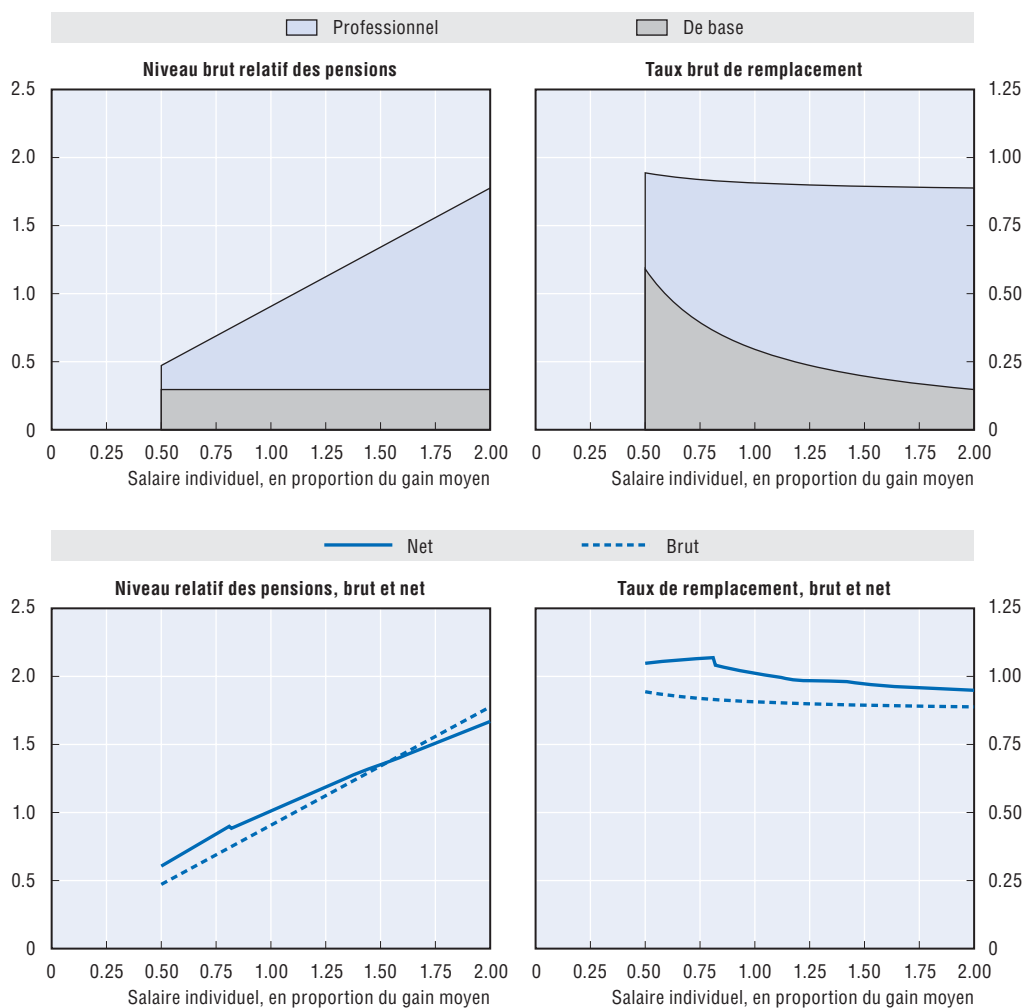 Professionnel De base
Niveau brut relatif des pensions
2.5
2.0
1.5
1.0
0.5
0
0 0.25 0.50 0.75 1.00 1.25 1.50 1.75 2.00
Salaire individuel, en proportion du gain moyen
Taux brut de remplacement
1.25
1.00
0.75
0.50
0.25
0
0 0.25 0.50 0.75 1.00 1.25 1.50 1.75 2.00
Salaire individuel, en proportion du gain moyen
Net Brut
Niveau relatif des pensions, brut et net
2.5
2.0
1.5
1.0
0.5
0
0 0.25 0.50 0.75 1.00 1.25 1.50 1.75 2.00
Salaire individuel, en proportion du gain moyen
Taux de remplacement, brut et net
1.25
1.00
0.75
0.50
0.25
0
0 0.25 0.50 0.75 1.00 1.25 1.50 1.75 2.00
Salaire individuel, en proportion du gain moyen